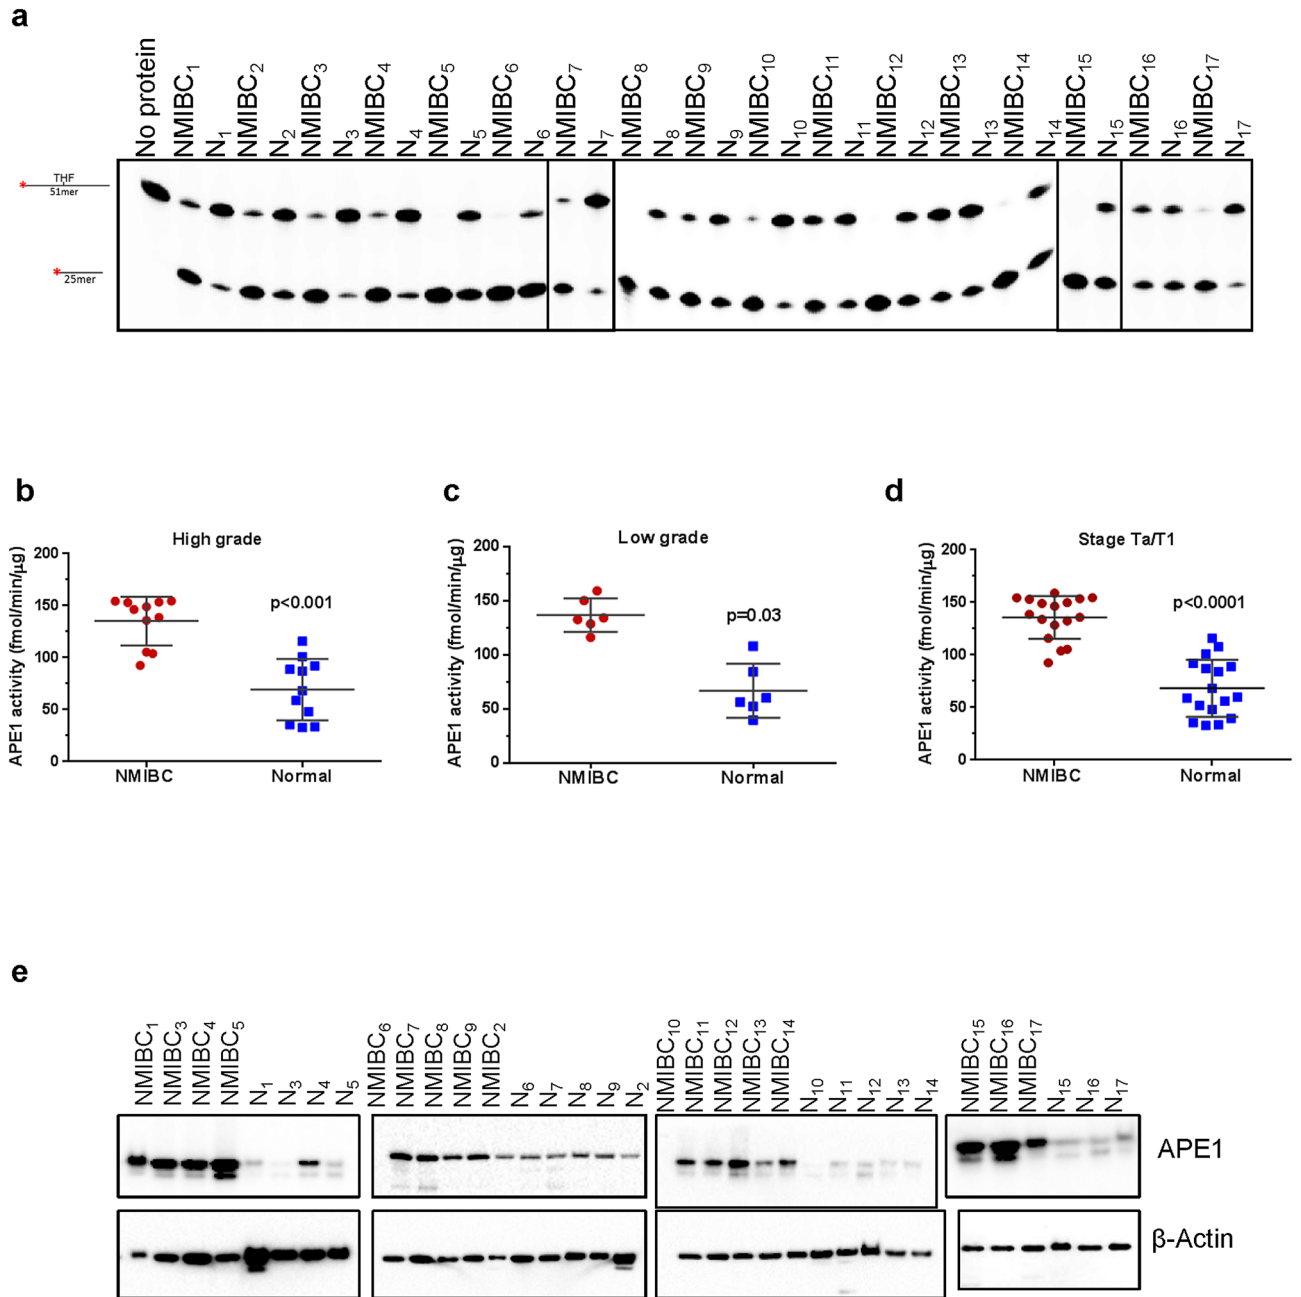 a
No protein
NMIBC1
N1
NMIBC2
N2
NMIBC3
N3
NMIBC4
N4
NMIBC5
N5
NMIBC6
N6
NMIBC7
N7
NMIBC8
N8
NMIBC9
N9
NMIBC10
N10
NMIBC11
N11
NMIBC12
N12
NMIBC13
N13
NMIBC14
N14
NMIBC15
N15
NMIBC16
N16
NMIBC17
N17
* THF
51mer
* 25mer
b
High grade
APE1 activity (fmol/min/µg)
200
150
100
50
0
p<0.001
NMIBC Normal
c
Low grade
APE1 activity (fmol/min/µg)
200
150
100
50
0
p=0.03
NMIBC Normal
d
Stage Ta/T1
APE1 activity (fmol/min/µg)
200
150
100
50
0
p<0.0001
NMIBC Normal
e
NMIBC1
NMIBC3
NMIBC4
NMIBC5
N1
N3
N4
N5
NMIBC6
NMIBC7
NMIBC8
NMIBC9
NMIBC2
N6
N7
N8
N9
N2
NMIBC10
NMIBC11
NMIBC12
NMIBC13
NMIBC14
N10
N11
N12
N13
N14
NMIBC15
NMIBC16
NMIBC17
N15
N16
N17
APE1
β-Actin